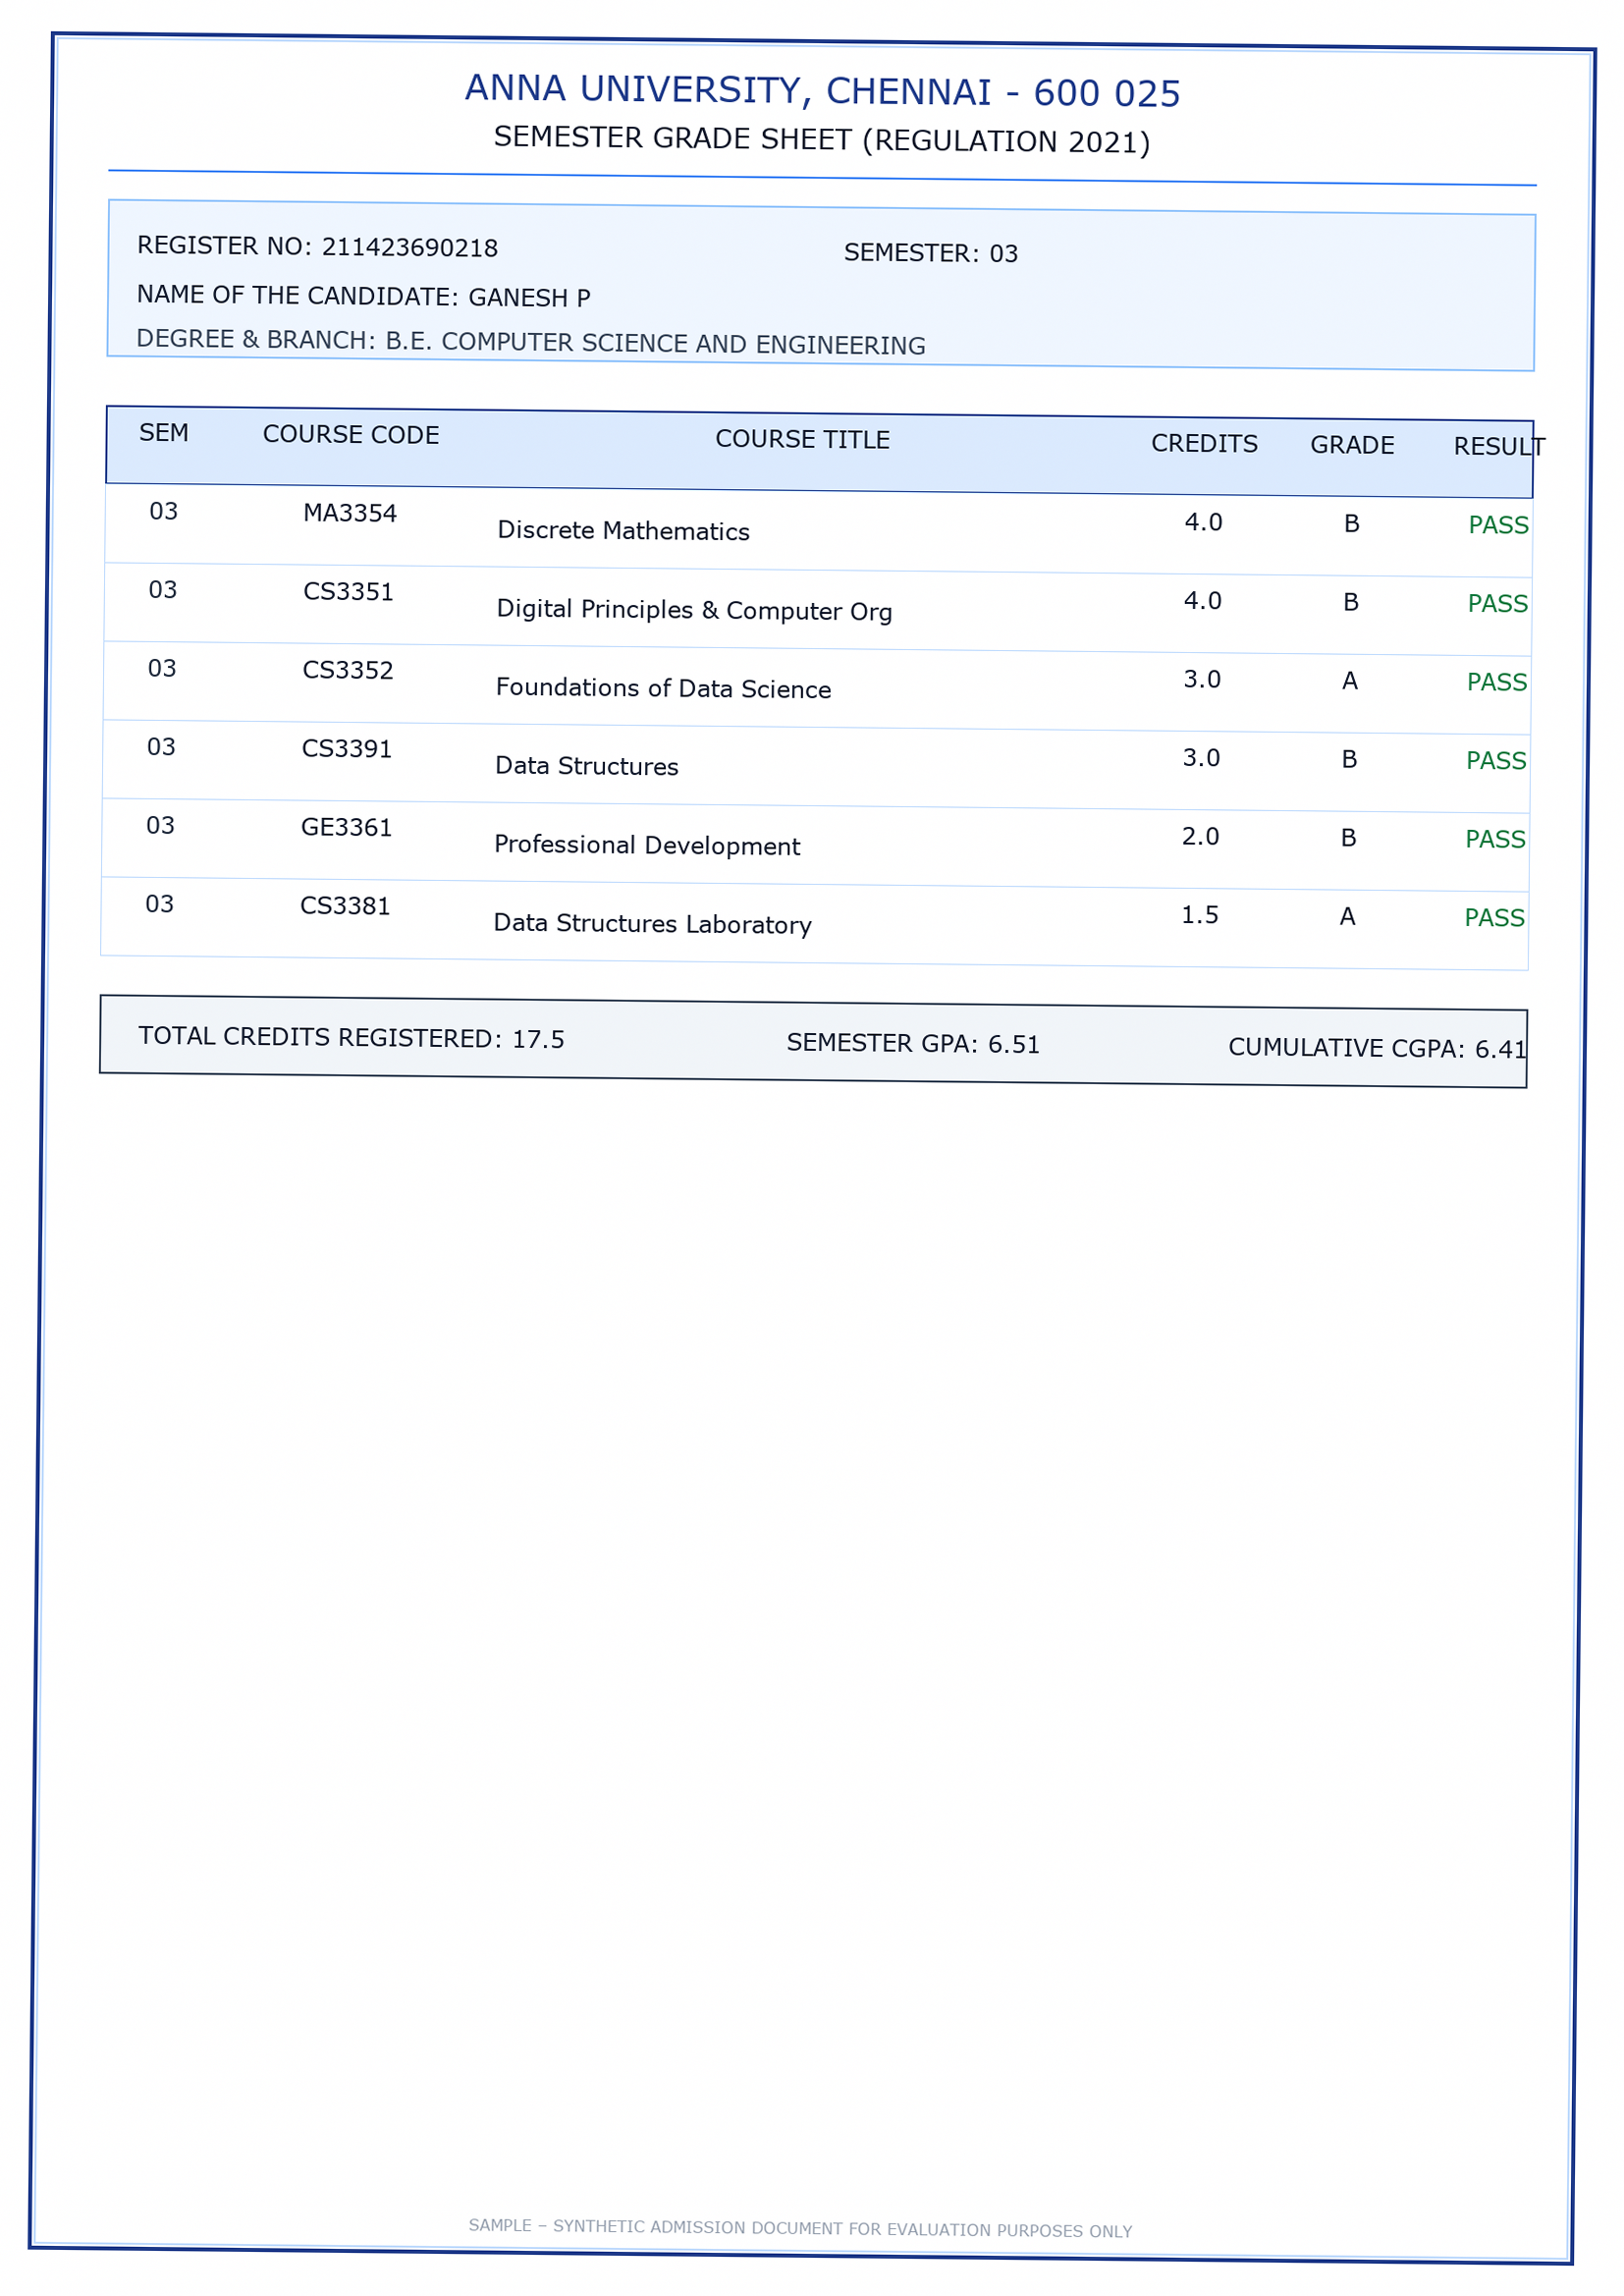 ANNA UNIVERSITY, CHENNAI - 600 025
SEMESTER GRADE SHEET (REGULATION 2021)
REGISTER NO: 211423690218 SEMESTER: 03
NAME OF THE CANDIDATE: GANESH P
DEGREE & BRANCH: B.E. COMPUTER SCIENCE AND ENGINEERING
SEM COURSE CODE COURSE TITLE CREDITS GRADE RESULT
03 MA3354 Discrete Mathematics 4.0 B PASS
03 CS3351 Digital Principles & Computer Org 4.0 B PASS
03 CS3352 Foundations of Data Science 3.0 A PASS
03 CS3391 Data Structures 3.0 B PASS
03 GE3361 Professional Development 2.0 B PASS
03 CS3381 Data Structures Laboratory 1.5 A PASS
TOTAL CREDITS REGISTERED: 17.5 SEMESTER GPA: 6.51 CUMULATIVE CGPA: 6.41
SAMPLE – SYNTHETIC ADMISSION DOCUMENT FOR EVALUATION PURPOSES ONLY